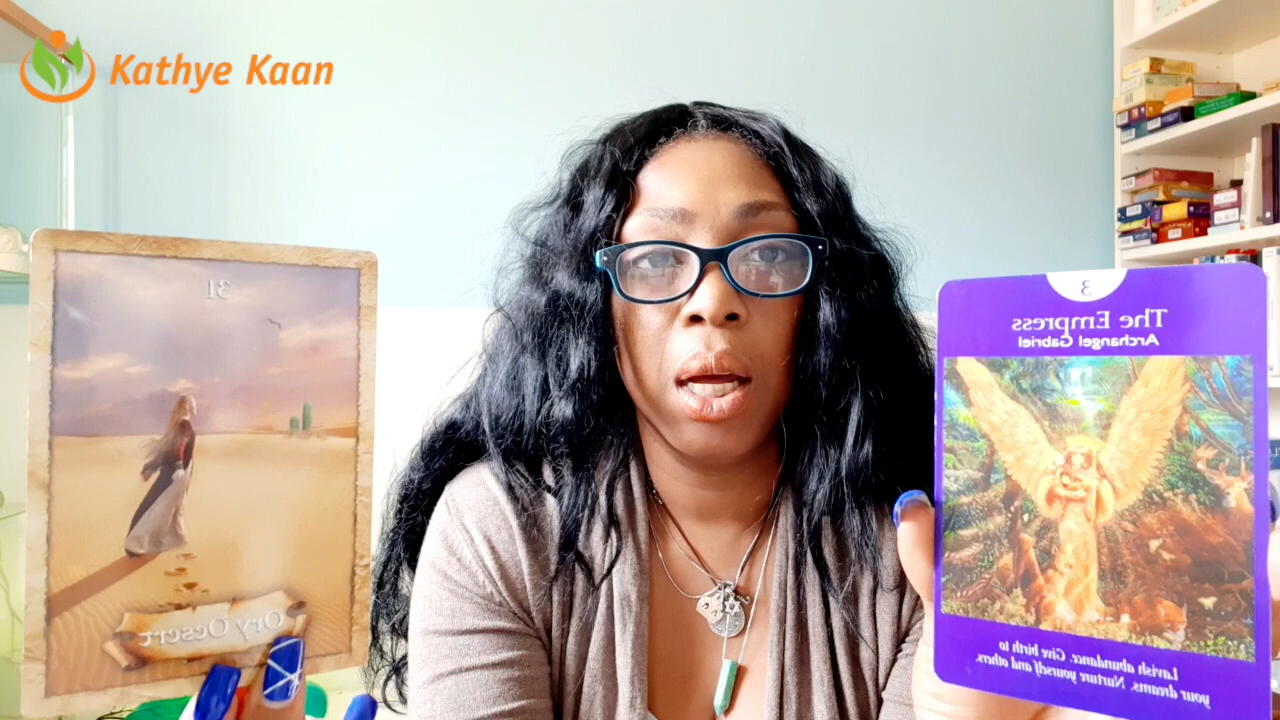 Kathye Kaan
31
Dry Desert
3
The Empress
Archangel Gabriel
Lavish abundance. Give birth to
your dreams. Nurture yourself and others.